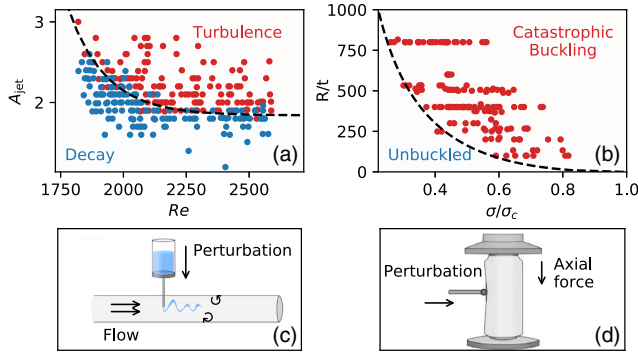 Turbulence
Decay
(a)
A_jet
3
2
1750
2000
2250
2500
Re
Catastrophic
Buckling
Unbuckled
(b)
R/t
1000
750
500
250
0
0.4
0.6
0.8
1.0
σ/σ_c
Perturbation
Flow
(c)
Perturbation
Axial
force
(d)